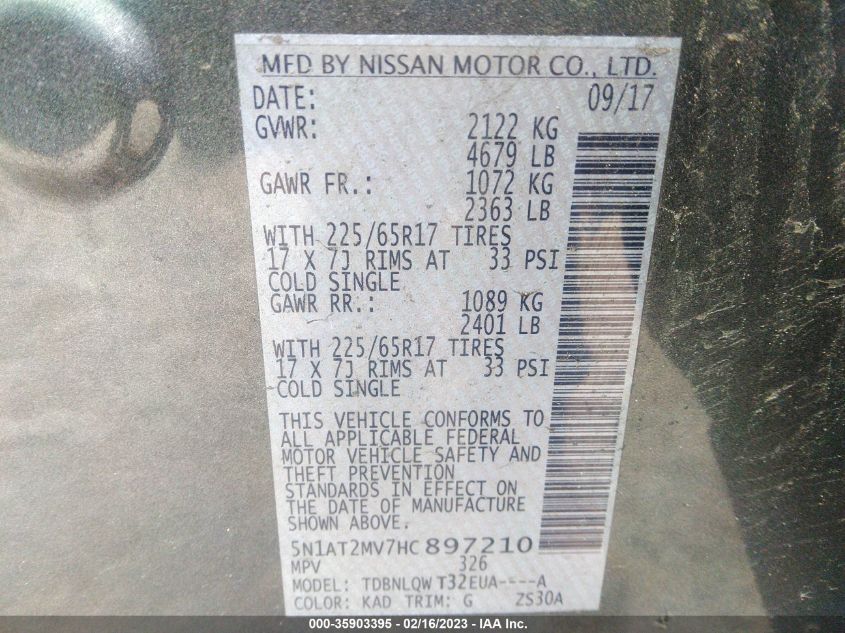 MFD BY NISSAN MOTOR CO., LTD.
DATE: 09/17
GVWR: 2122 KG
4679 LB
GAWR FR.: 1072 KG
2363 LB
WITH 225/65R17 TIRES
17 X 7J RIMS AT 33 PSI
COLD SINGLE
GAWR RR.: 1089 KG
2401 LB
WITH 225/65R17 TIRES
17 X 7J RIMS AT 33 PSI
COLD SINGLE
THIS VEHICLE CONFORMS TO
ALL APPLICABLE FEDERAL
MOTOR VEHICLE SAFETY AND
THEFT PREVENTION
STANDARDS IN EFFECT ON
THE DATE OF MANUFACTURE
SHOWN ABOVE.
5N1AT2MV7HC897210
MPV 326
MODEL: TDBNLQW T32EUA----A
COLOR: KAD TRIM: G ZS30A
000-35903395 - 02/16/2023 - IAA Inc.